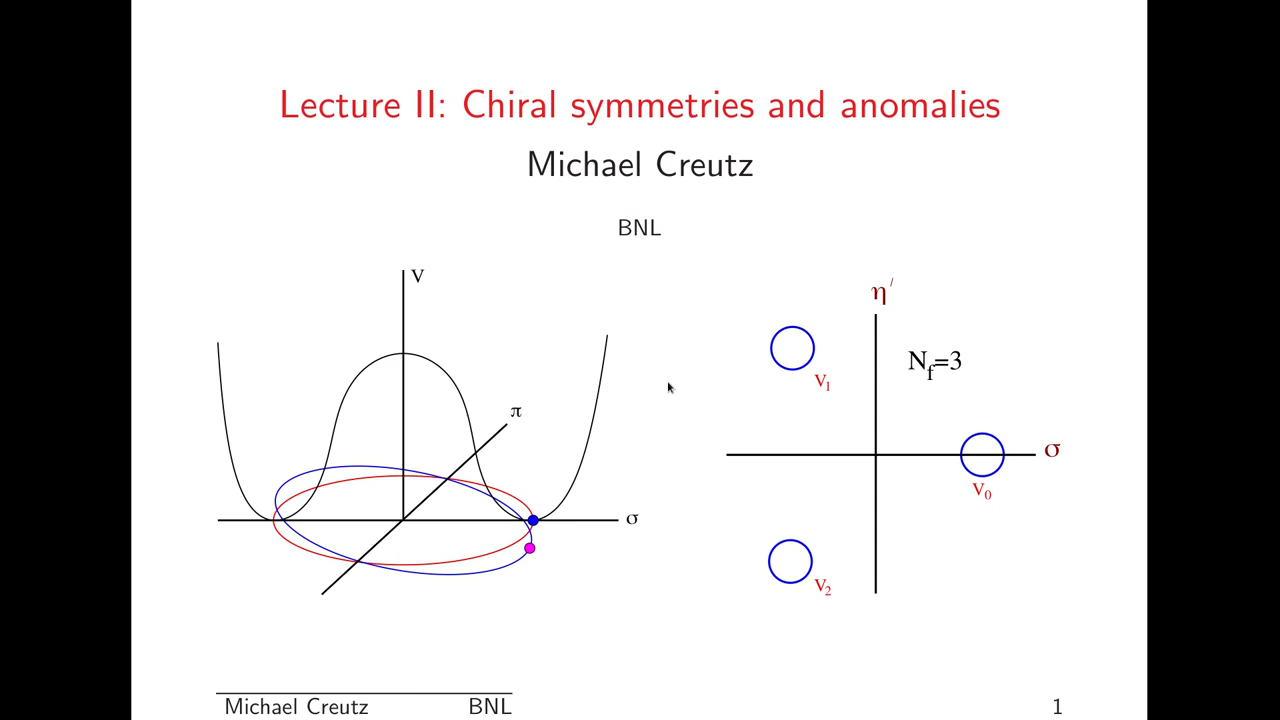 Lecture II: Chiral symmetries and anomalies
Michael Creutz
BNL
V
π
σ
η′
N_f=3
V_1
σ
V_0
V_2
Michael Creutz BNL 1